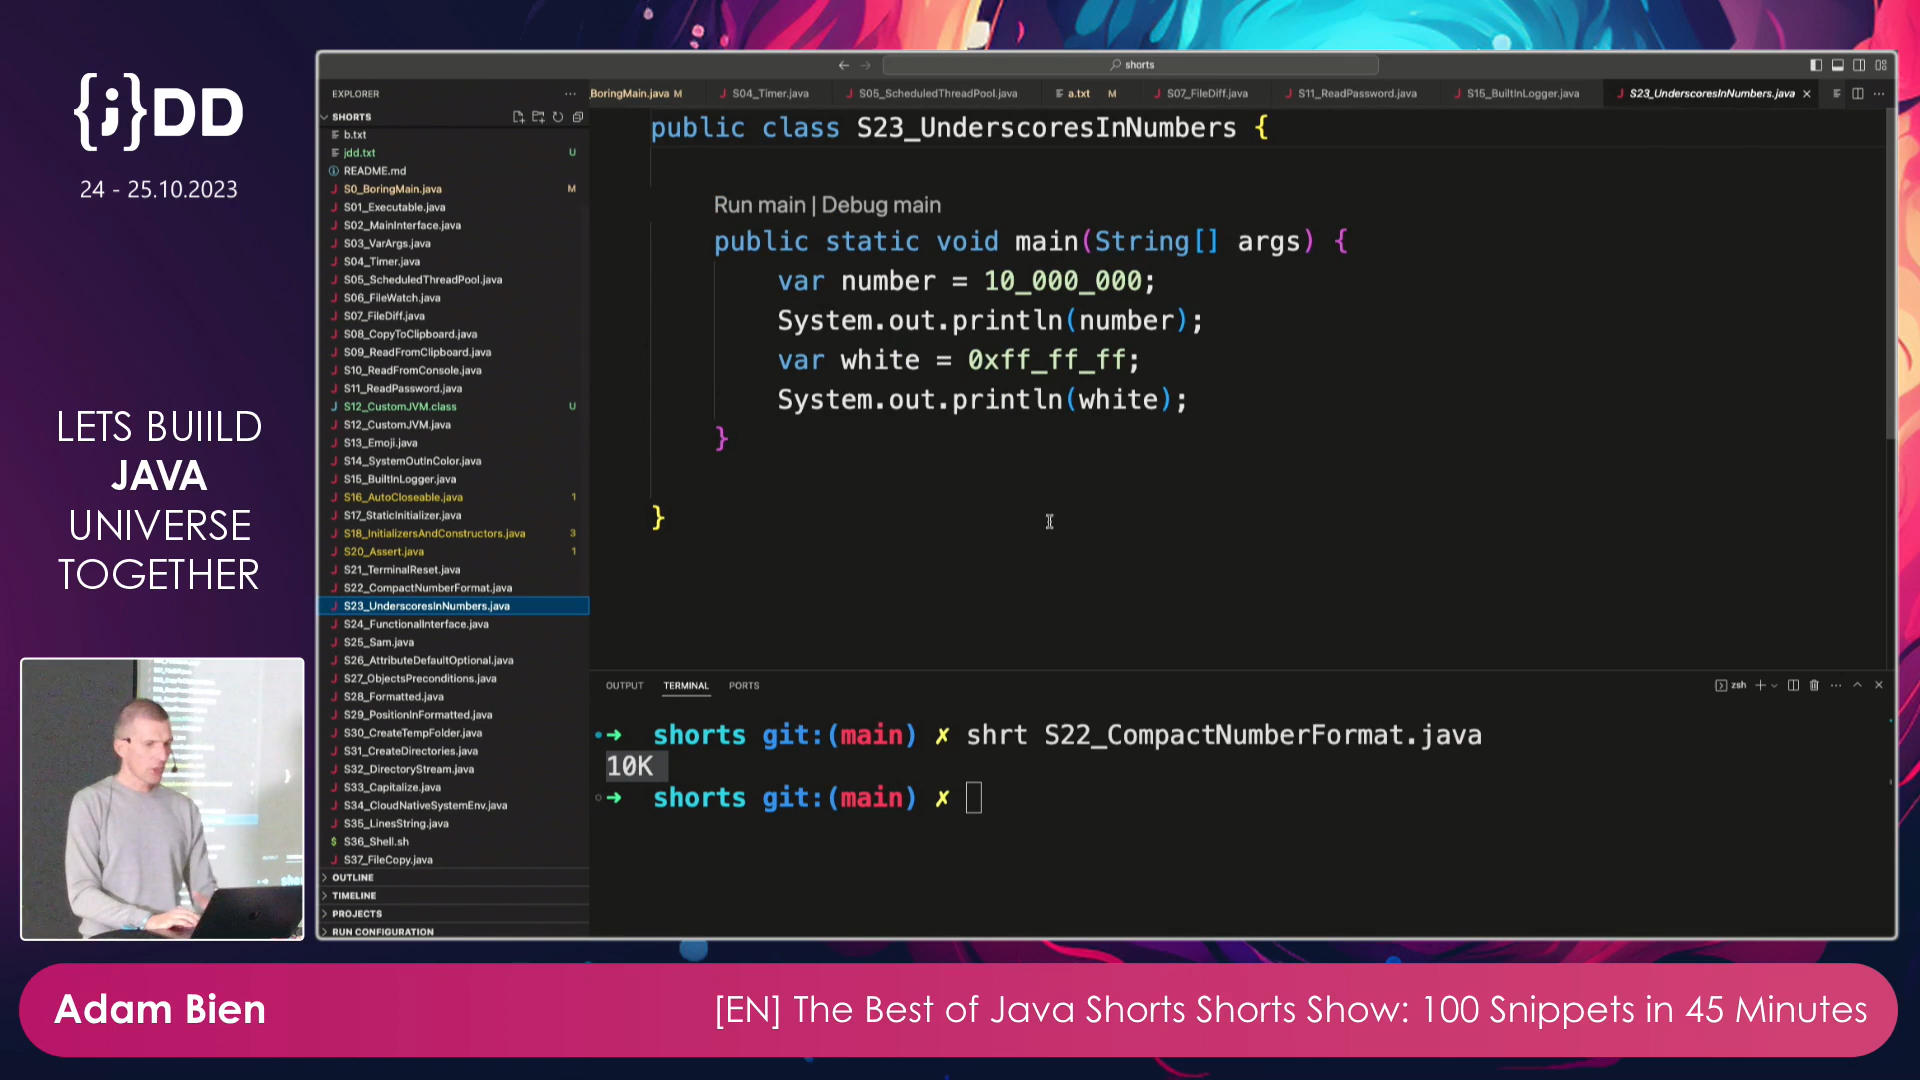 {j}DD
24 - 25.10.2023
LETS BUIILD
JAVA
UNIVERSE
TOGETHER
shorts
EXPLORER
SHORTS
b.txt
jdd.txt U
README.md
S0_BoringMain.java M
S01_Executable.java
S02_MainInterface.java
S03_VarArgs.java
S04_Timer.java
S05_ScheduledThreadPool.java
S06_FileWatch.java
S07_FileDiff.java
S08_CopyToClipboard.java
S09_ReadFromClipboard.java
S10_ReadFromConsole.java
S11_ReadPassword.java
S12_CustomJVM.class U
S12_CustomJVM.java
S13_Emoji.java
S14_SystemOutInColor.java
S15_BuiltInLogger.java
S16_AutoCloseable.java 1
S17_StaticInitializer.java
S18_InitializersAndConstructors.java 3
S20_Assert.java 1
S21_TerminalReset.java
S22_CompactNumberFormat.java
S23_UnderscoresInNumbers.java
S24_FunctionalInterface.java
S25_Sam.java
S26_AttributeDefaultOptional.java
S27_ObjectsPreconditions.java
S28_Formatted.java
S29_PositionInFormatted.java
S30_CreateTempFolder.java
S31_CreateDirectories.java
S32_DirectoryStream.java
S33_Capitalize.java
S34_CloudNativeSystemEnv.java
S35_LinesString.java
S36_Shell.sh
S37_FileCopy.java
OUTLINE
TIMELINE
PROJECTS
RUN CONFIGURATION
_BoringMain.java M S04_Timer.java S05_ScheduledThreadPool.java a.txt M S07_FileDiff.java S11_ReadPassword.java S15_BuiltInLogger.java S23_UnderscoresInNumbers.java
public class S23_UnderscoresInNumbers {
Run main | Debug main
public static void main(String[] args) {
var number = 10_000_000;
System.out.println(number);
var white = 0xff_ff_ff;
System.out.println(white);
}
}
OUTPUT TERMINAL PORTS zsh
➜ shorts git:(main) ✗ shrt S22_CompactNumberFormat.java
10K
➜ shorts git:(main) ✗
Adam Bien
[EN] The Best of Java Shorts Shorts Show: 100 Snippets in 45 Minutes